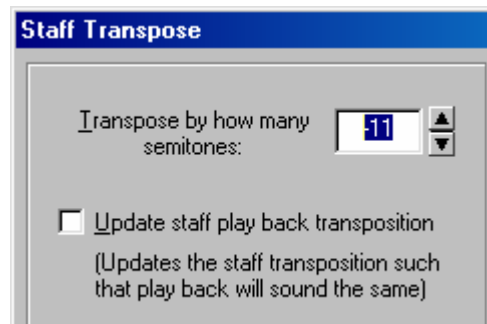 Staff Transpose
Transpose by how many
semitones:
-11
Update staff play back transposition
(Updates the staff transposition such
that play back will sound the same)